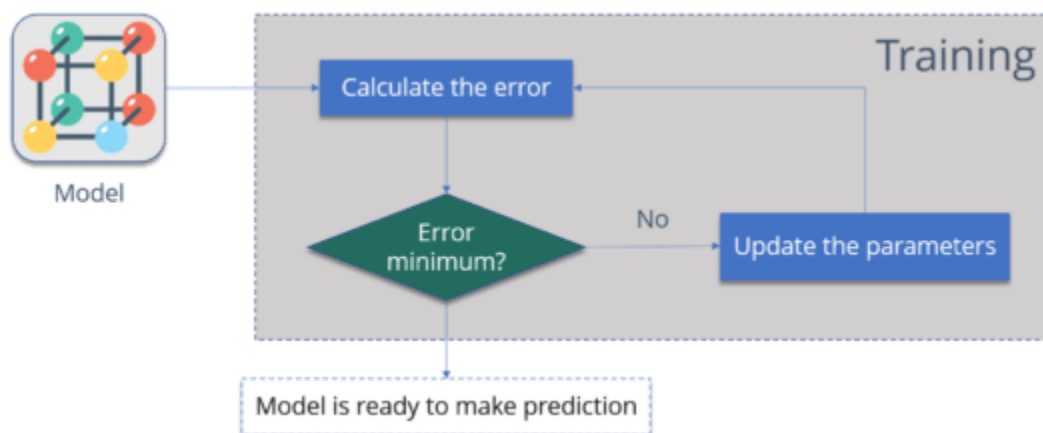 Training
Calculate the error
Model
Error
minimum?
No
Update the parameters
Model is ready to make prediction